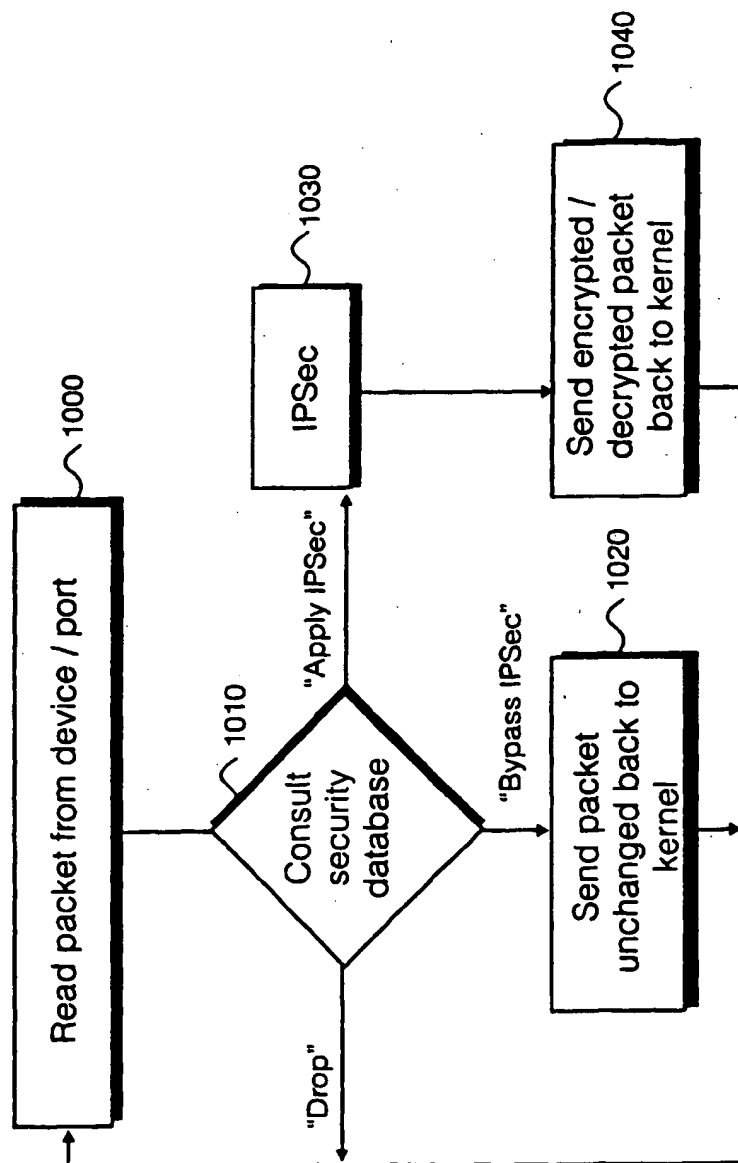 Read packet from device / port
1000
Consult
security
database
1010
"Drop"
"Apply IPSec"
"Bypass IPSec"
IPSec
1030
Send packet
unchanged back to
kernel
1020
Send encrypted /
decrypted packet
back to kernel
1040